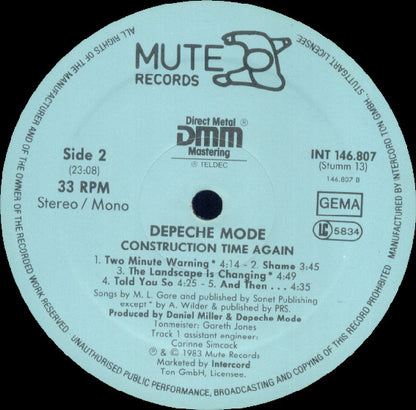 MUTE
RECORDS
Direct Metal ®
DMM
Mastering
℗ TELDEC
Side 2
(23:08)
33 RPM
Stereo / Mono
INT 146.807
(Stumm 13)
146.807 B
GEMA
LC 5834
DEPECHE MODE
CONSTRUCTION TIME AGAIN
1. Two Minute Warning* 4:14 - 2. Shame 3:45
3. The Landscape Is Changing* 4:49
4. Told You So 4:25 - 5. And Then . . . 4:35
Songs by M. L. Gore and published by Sonet Publishing
except* by A. Wilder & published by PRS.
Produced by Daniel Miller & Depeche Mode
Tonmeister: Gareth Jones
Track 1 assistant engineer:
Corinne Simcock
℗ & © 1983 Mute Records
Marketed by Intercord
Ton GmbH, Licensee.
ALL RIGHTS OF THE MANUFACTURER AND OF THE OWNER OF THE RECORDED WORK RESERVED
UNAUTHORISED PUBLIC PERFORMANCE, BROADCASTING AND COPYING OF THIS RECORD PROHIBITED
MANUFACTURED BY INTERCORD TON GMBH., STUTTGART, LICENSEE.